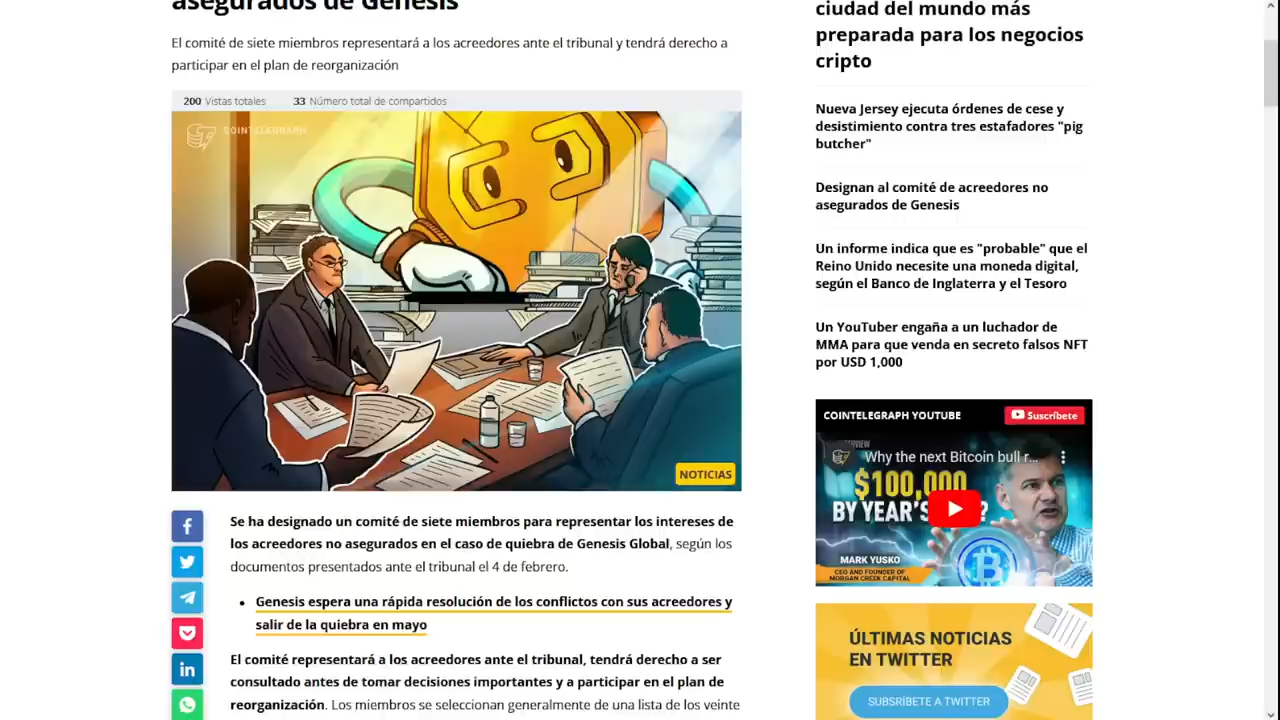 asegurados de Genesis
El comité de siete miembros representará a los acreedores ante el tribunal y tendrá derecho a
participar en el plan de reorganización
200 Vistas totales 33 Número total de compartidos
COINTELEGRAPH
NOTICIAS
Se ha designado un comité de siete miembros para representar los intereses de
los acreedores no asegurados en el caso de quiebra de Genesis Global, según los
documentos presentados ante el tribunal el 4 de febrero.
Genesis espera una rápida resolución de los conflictos con sus acreedores y
salir de la quiebra en mayo
El comité representará a los acreedores ante el tribunal, tendrá derecho a ser
consultado antes de tomar decisiones importantes y a participar en el plan de
reorganización. Los miembros se seleccionan generalmente de una lista de los veinte
ciudad del mundo más
preparada para los negocios
cripto
Nueva Jersey ejecuta órdenes de cese y
desistimiento contra tres estafadores "pig
butcher"
Designan al comité de acreedores no
asegurados de Genesis
Un informe indica que es "probable" que el
Reino Unido necesite una moneda digital,
según el Banco de Inglaterra y el Tesoro
Un YouTuber engaña a un luchador de
MMA para que venda en secreto falsos NFT
por USD 1,000
COINTELEGRAPH YOUTUBE
Suscríbete
Why the next Bitcoin bull r...
$100,000
BY YEAR'S
MARK YUSKO
CEO AND FOUNDER OF
MORGAN CREEK CAPITAL
ÚLTIMAS NOTICIAS
EN TWITTER
SUBSRÍBETE A TWITTER